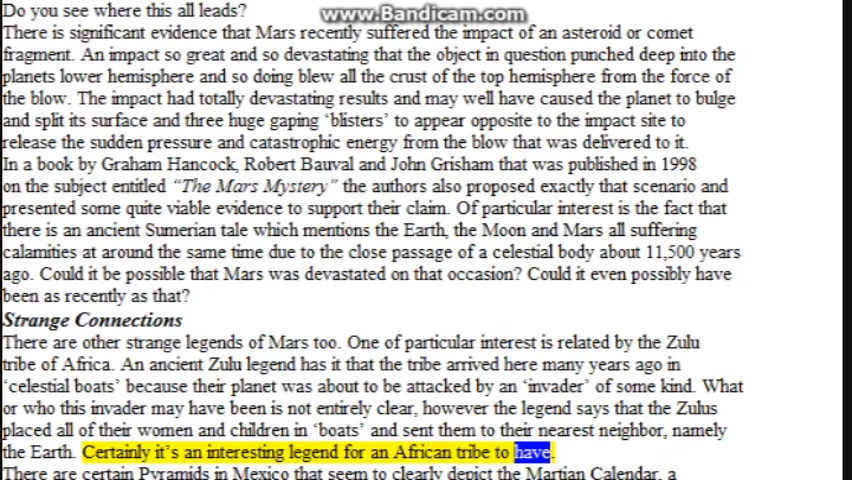 Do you see where this all leads?
www.Bandicam.com
There is significant evidence that Mars recently suffered the impact of an asteroid or comet
fragment. An impact so great and so devastating that the object in question punched deep into the
planets lower hemisphere and so doing blew all the crust of the top hemisphere from the force of
the blow. The impact had totally devastating results and may well have caused the planet to bulge
and split its surface and three huge gaping ‘blisters’ to appear opposite to the impact site to
release the sudden pressure and catastrophic energy from the blow that was delivered to it.
In a book by Graham Hancock, Robert Bauval and John Grisham that was published in 1998
on the subject entitled “The Mars Mystery” the authors also proposed exactly that scenario and
presented some quite viable evidence to support their claim. Of particular interest is the fact that
there is an ancient Sumerian tale which mentions the Earth, the Moon and Mars all suffering
calamities at around the same time due to the close passage of a celestial body about 11,500 years
ago. Could it be possible that Mars was devastated on that occasion? Could it even possibly have
been as recently as that?
Strange Connections
There are other strange legends of Mars too. One of particular interest is related by the Zulu
tribe of Africa. An ancient Zulu legend has it that the tribe arrived here many years ago in
‘celestial boats’ because their planet was about to be attacked by an ‘invader’ of some kind. What
or who this invader may have been is not entirely clear, however the legend says that the Zulus
placed all of their women and children in ‘boats’ and sent them to their nearest neighbor, namely
the Earth. Certainly it’s an interesting legend for an African tribe to have.
There are certain Pyramids in Mexico that seem to clearly depict the Martian Calendar, a